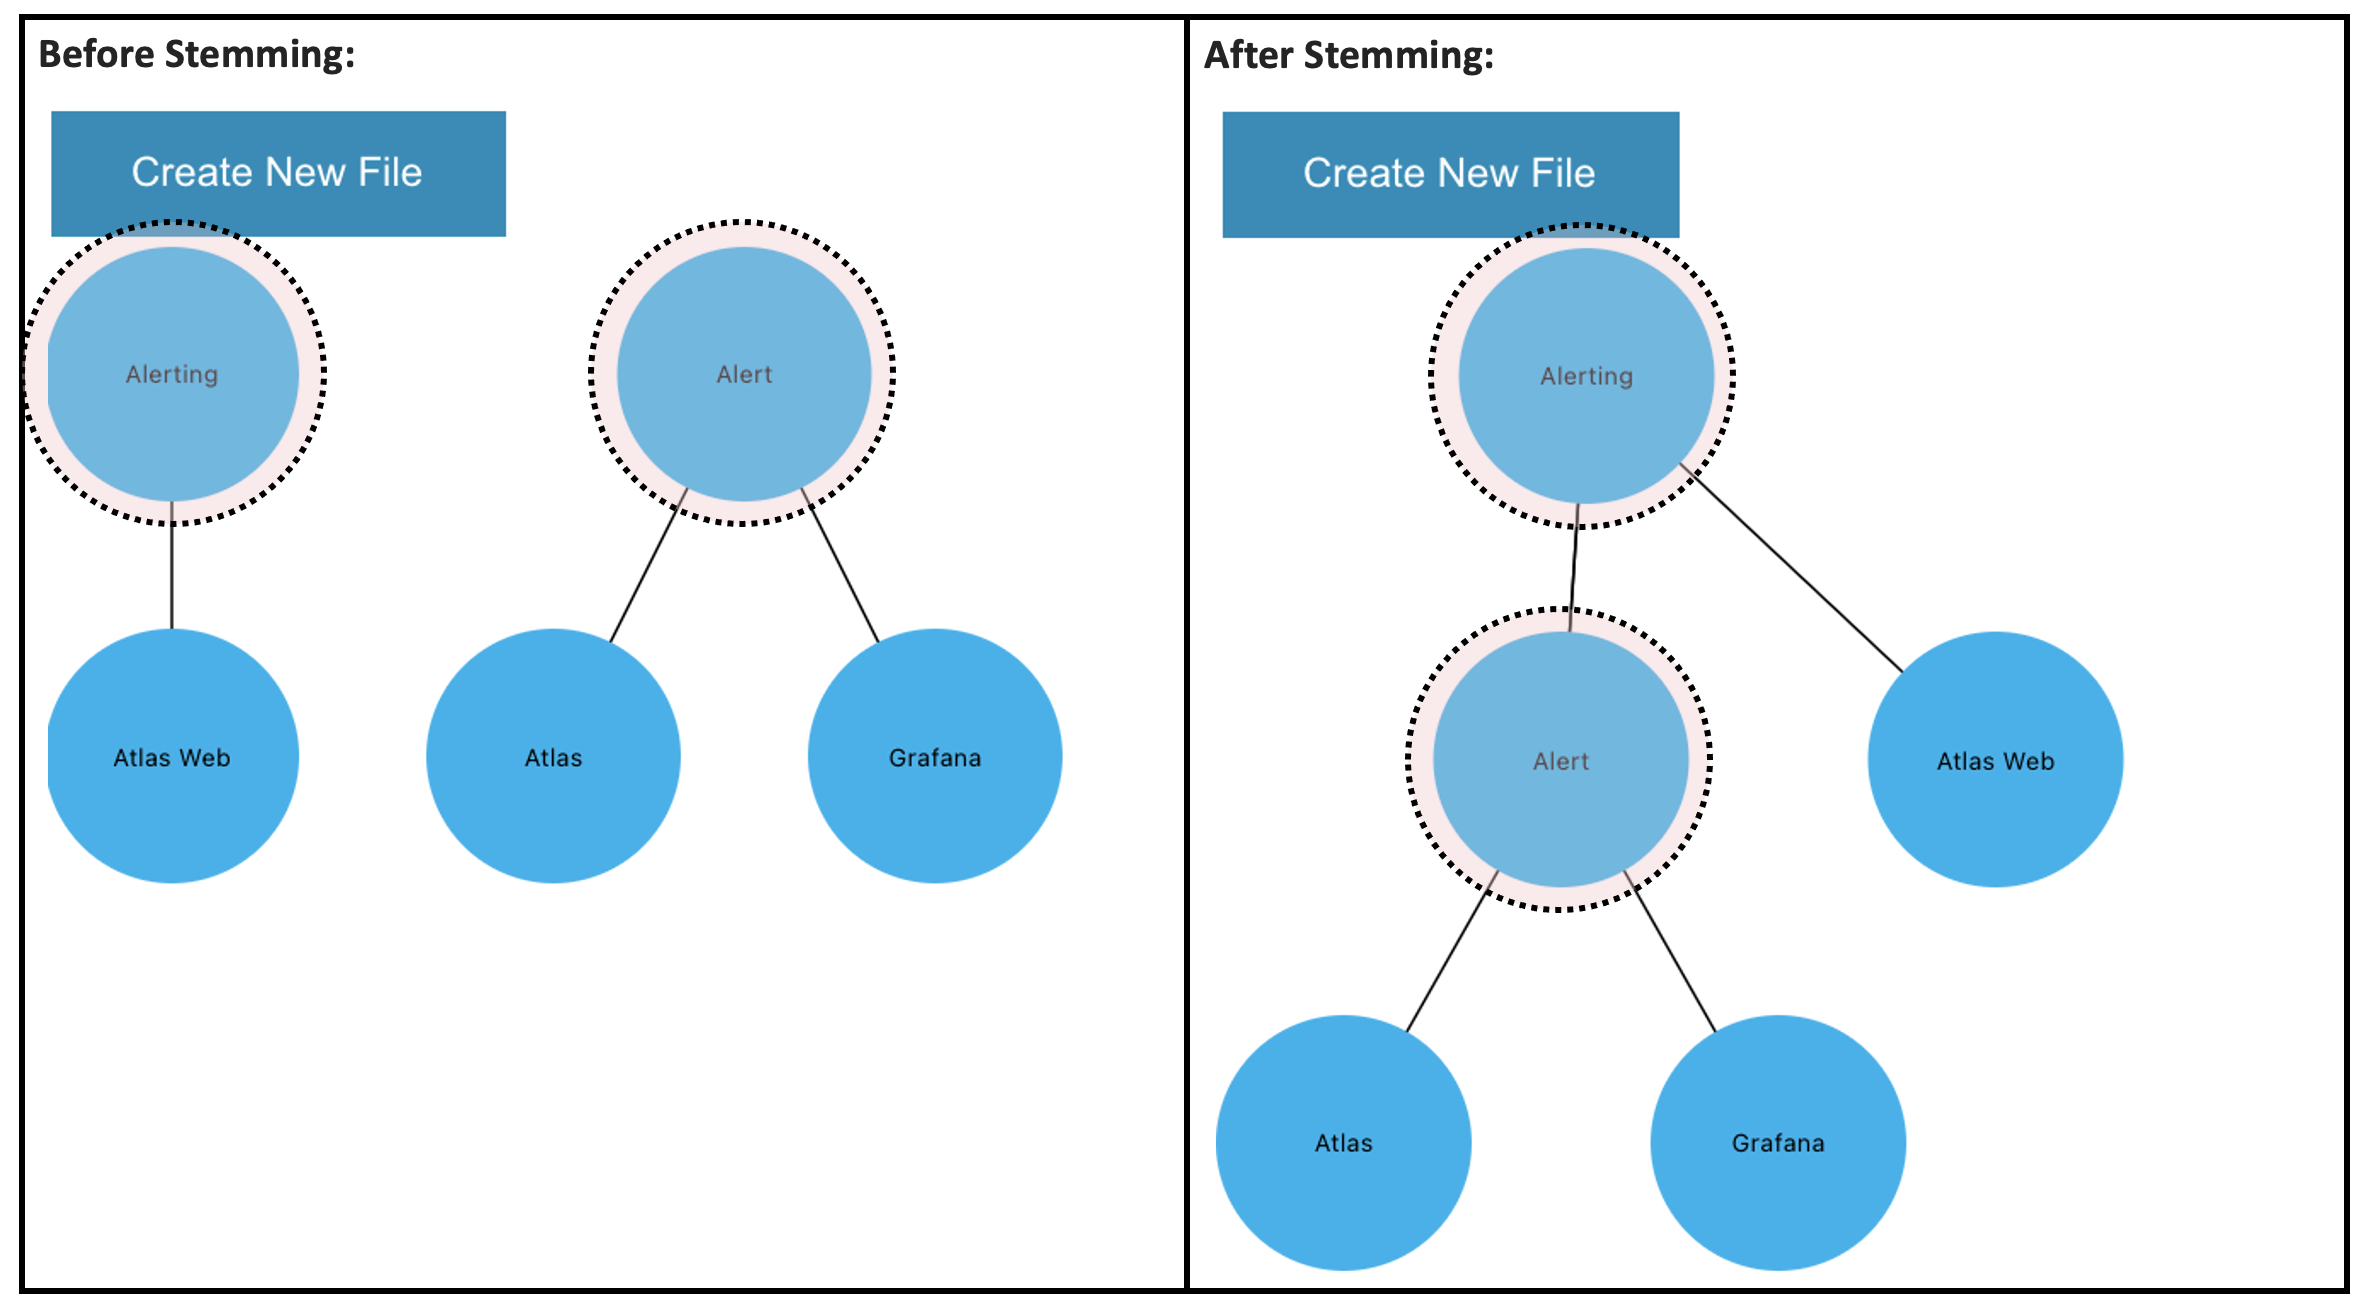 Before Stemming:
Create New File
Alerting
Alert
Atlas Web
Atlas
Grafana
After Stemming:
Create New File
Alerting
Alert
Atlas Web
Atlas
Grafana